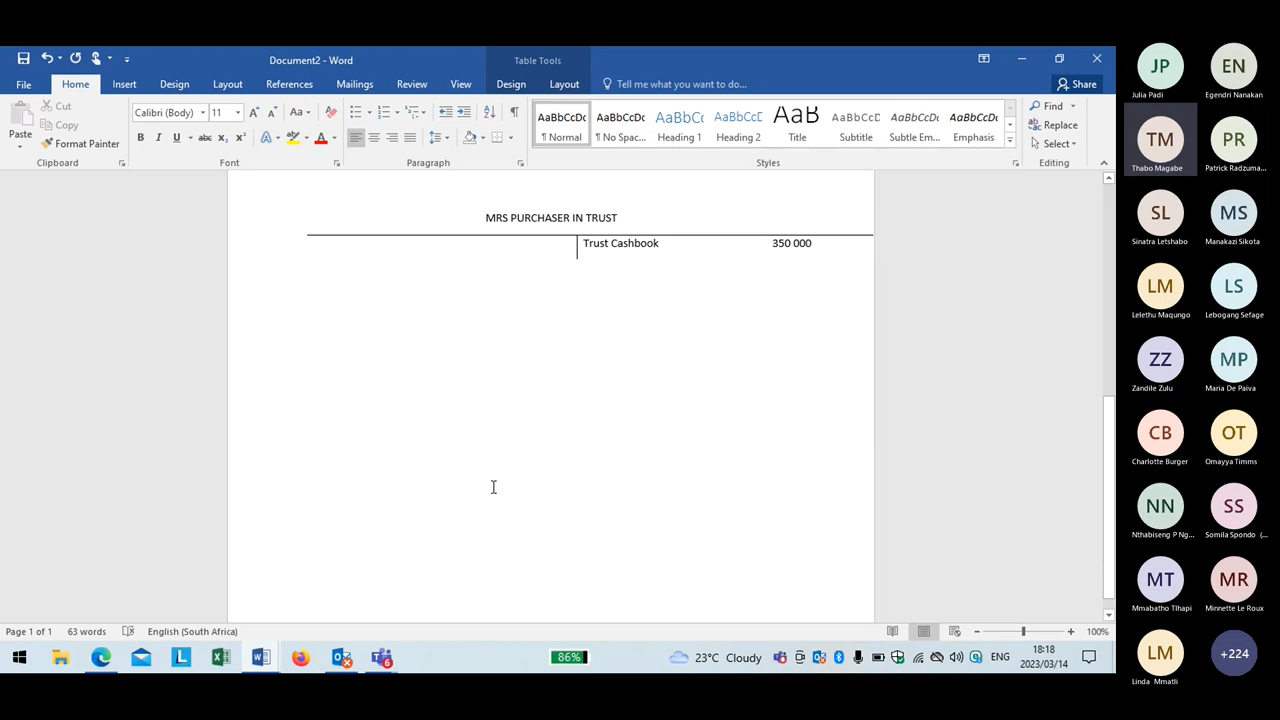 Document2 - Word
Table Tools
File
Home
Insert
Design
Layout
References
Mailings
Review
View
Design
Layout
Tell me what you want to do...
Share
Paste
Cut
Copy
Format Painter
Clipboard
Calibri (Body)
11
Font
Paragraph
AaBbCcDc
¶ Normal
AaBbCcDc
¶ No Spac...
AaBbCc
Heading 1
AaBbCcD
Heading 2
AaB
Title
AaBbCcD
Subtitle
AaBbCcDc
Subtle Em...
AaBbCcDc
Emphasis
Styles
Find
Replace
Select
Editing
MRS PURCHASER IN TRUST
Trust Cashbook 350 000
Page 1 of 1
63 words
English (South Africa)
100%
86%
23°C Cloudy
ENG
18:18
2023/03/14
JP
Julia Padi
EN
Egendri Nanakan
TM
Thabo Magabe
PR
Patrick Radzuma...
SL
Sinatra Letshabo
MS
Manakazi Sikota
LM
Lelethu Maqungo
LS
Lebogang Sefage
ZZ
Zandile Zulu
MP
Maria De Paiva
CB
Charlotte Burger
OT
Omayya Timms
NN
Nthabiseng P Ng...
SS
Somila Spondo (...
MT
Mmabatho Tlhapi
MR
Minnette Le Roux
LM
Linda Mmatli
+224